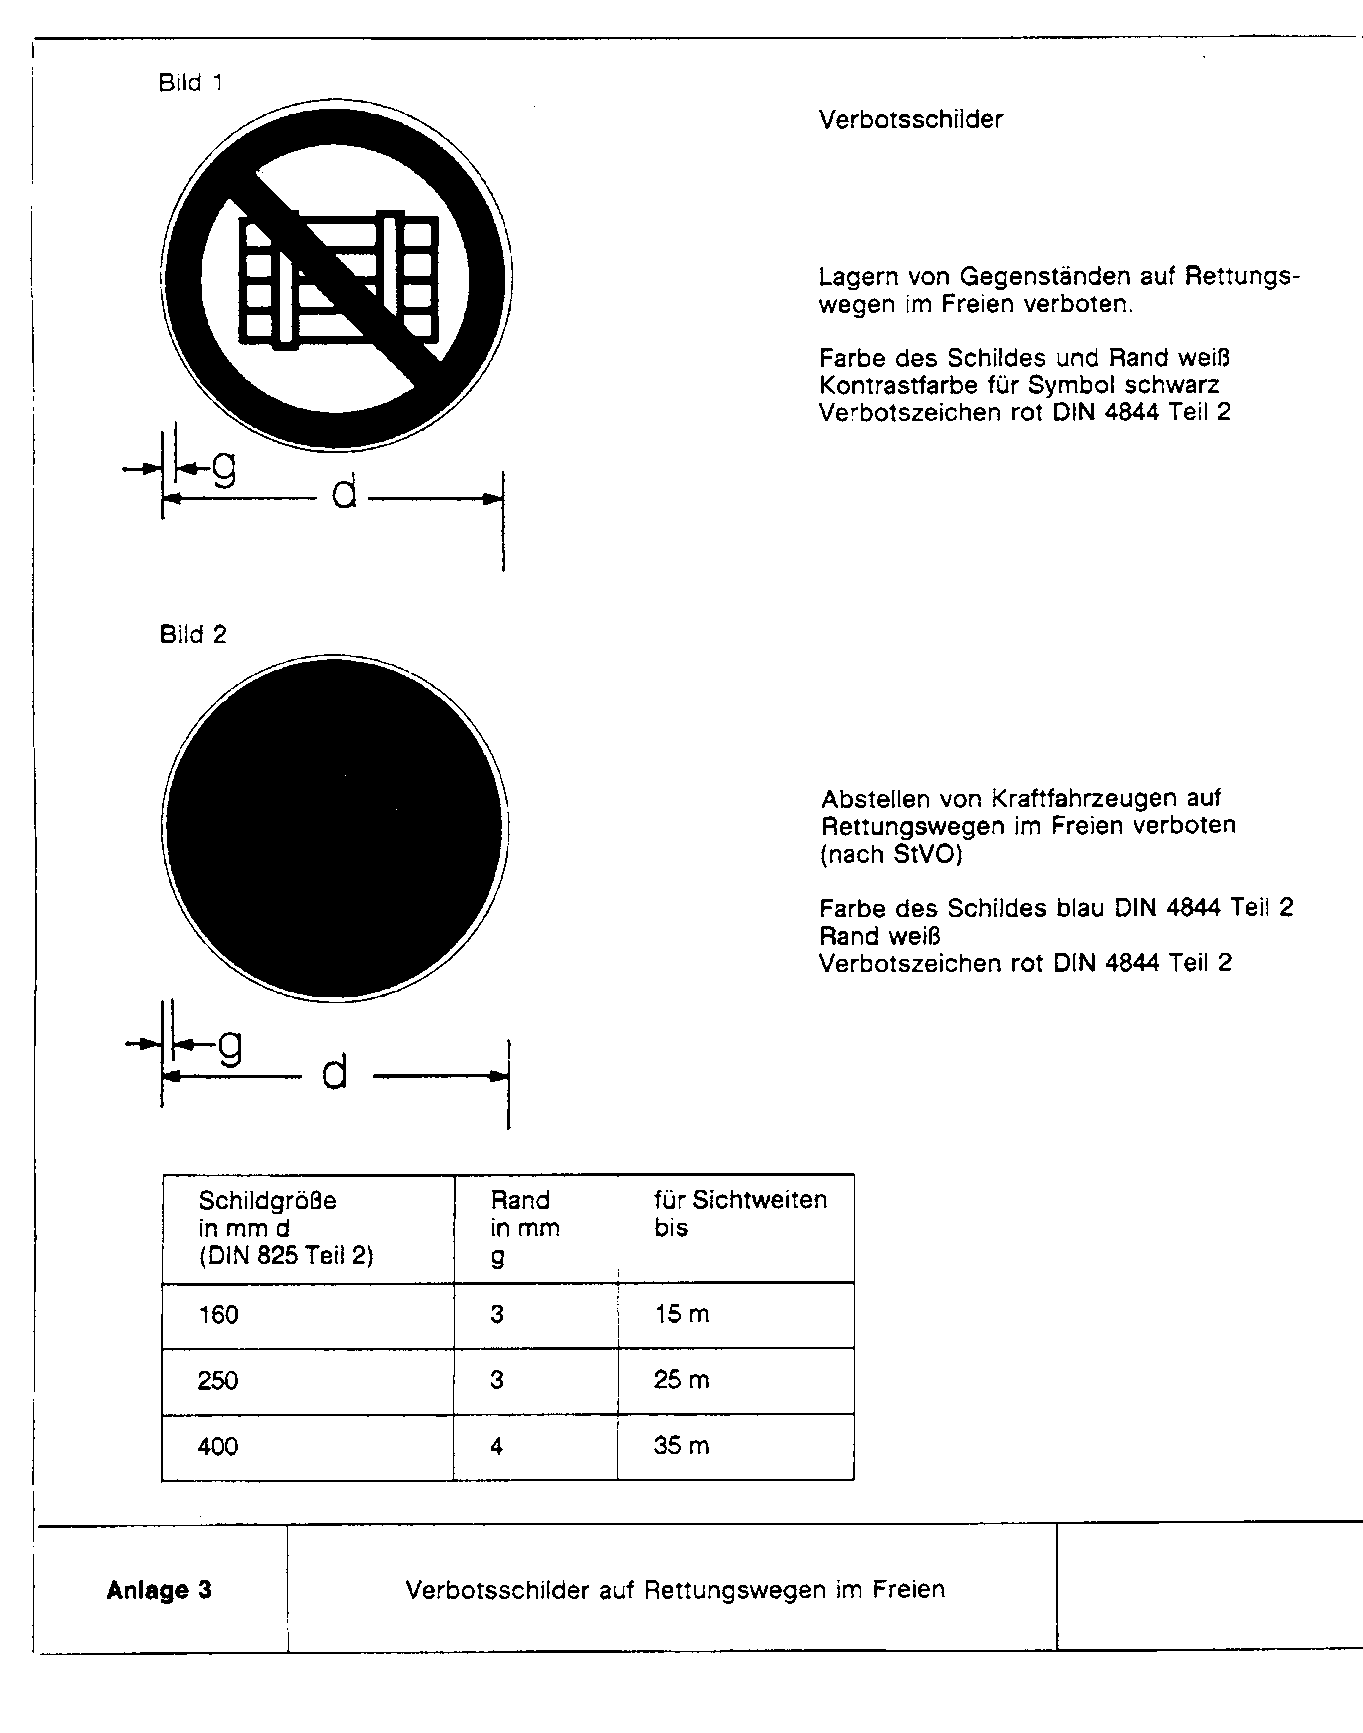 Bild 1
Verbotsschilder
Lagern von Gegenständen auf Rettungs-
wegen im Freien verboten.
Farbe des Schildes und Rand weiß
Kontrastfarbe für Symbol schwarz
Verbotszeichen rot DIN 4844 Teil 2
g
d
Bild 2
Abstellen von Kraftfahrzeugen auf
Rettungswegen im Freien verboten
(nach StVO)
Farbe des Schildes blau DIN 4844 Teil 2
Rand weiß
Verbotszeichen rot DIN 4844 Teil 2
g
d
Schildgröße Rand für Sichtweiten
in mm d in mm bis
(DIN 825 Teil 2) g
160 3 15 m
250 3 25 m
400 4 35 m
Anlage 3 Verbotsschilder auf Rettungswegen im Freien